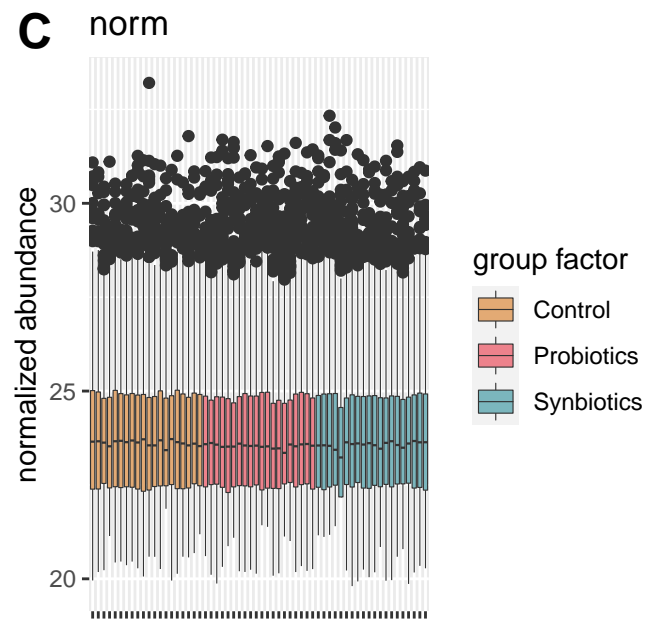 C norm
normalized abundance
30
25
20
group factor
Control
Probiotics
Synbiotics